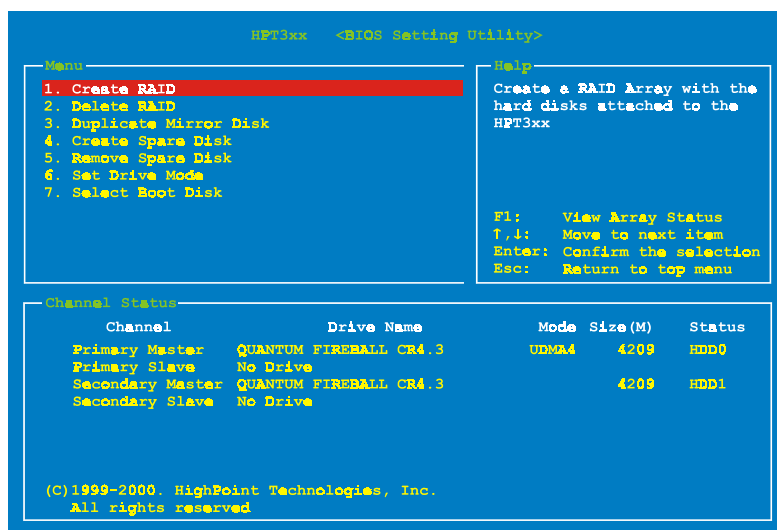 HPT3xx <BIOS Setting Utility>
Menu
1. Create RAID
2. Delete RAID
3. Duplicate Mirror Disk
4. Create Spare Disk
5. Remove Spare Disk
6. Set Drive Mode
7. Select Boot Disk
Help
Create a RAID Array with the
hard disks attached to the
HPT3xx
F1: View Array Status
↑,↓: Move to next item
Enter: Confirm the selection
Esc: Return to top menu
Channel Status
Channel Drive Name Mode Size(M) Status
Primary Master QUANTUM FIREBALL CR4.3 UDMA4 4209 HDD0
Primary Slave No Drive
Secondary Master QUANTUM FIREBALL CR4.3 4209 HDD1
Secondary Slave No Drive
(C)1999-2000. HighPoint Technologies, Inc.
All rights reserved